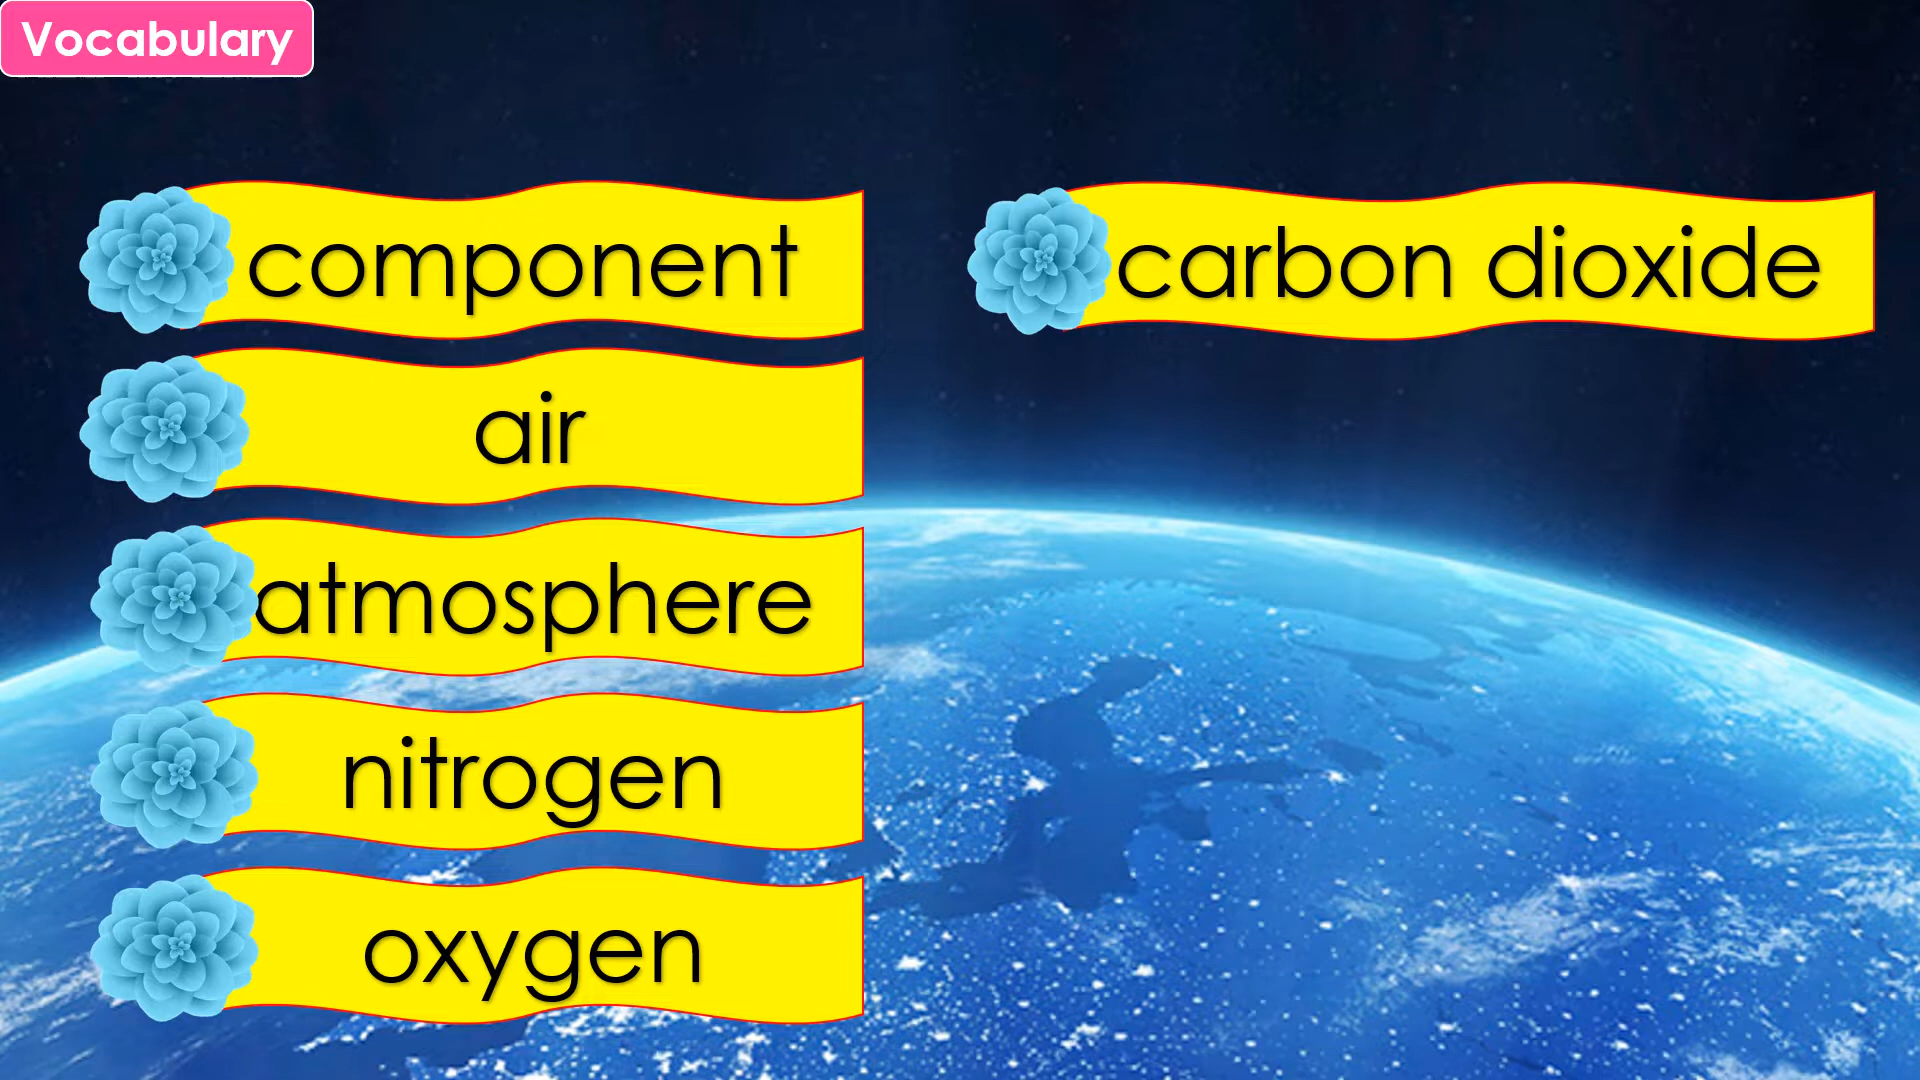 Vocabulary
component
air
atmosphere
nitrogen
oxygen
carbon dioxide